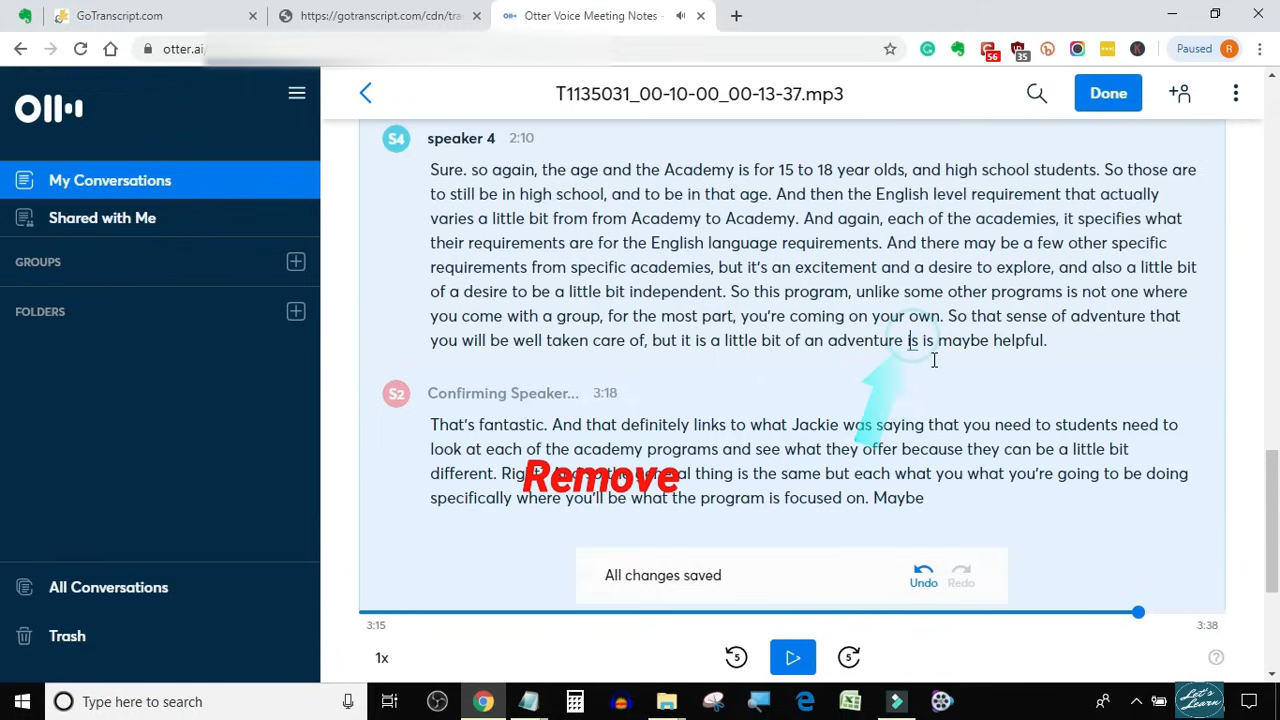 GoTranscript
https://gotranscript.com/cdn/tra
Otter Voice Meeting Notes -
otter.ai/
56
35
Paused
R
T1135031_00-10-00_00-13-37.mp3
Done
My Conversations
Shared with Me
GROUPS
FOLDERS
All Conversations
Trash
S4 speaker 4 2:10
Sure. so again, the age and the Academy is for 15 to 18 year olds, and high school students. So those are
to still be in high school, and to be in that age. And then the English level requirement that actually
varies a little bit from from Academy to Academy. And again, each of the academies, it specifies what
their requirements are for the English language requirements. And there may be a few other specific
requirements from specific academies, but it's an excitement and a desire to explore, and also a little bit
of a desire to be a little bit independent. So this program, unlike some other programs is not one where
you come with a group, for the most part, you're coming on your own. So that sense of adventure that
you will be well taken care of, but it is a little bit of an adventure is is maybe helpful.
S2 Confirming Speaker... 3:18
That's fantastic. And that definitely links to what Jackie was saying that you need to students need to
look at each of the academy programs and see what they offer because they can be a little bit
different. Right thing is the same but each what you what you're going to be doing
specifically where you'll be what the program is focused on. Maybe
Remove
All changes saved
Undo
Redo
3:15
3:38
1x
5
5
Type here to search
Let's
Learn